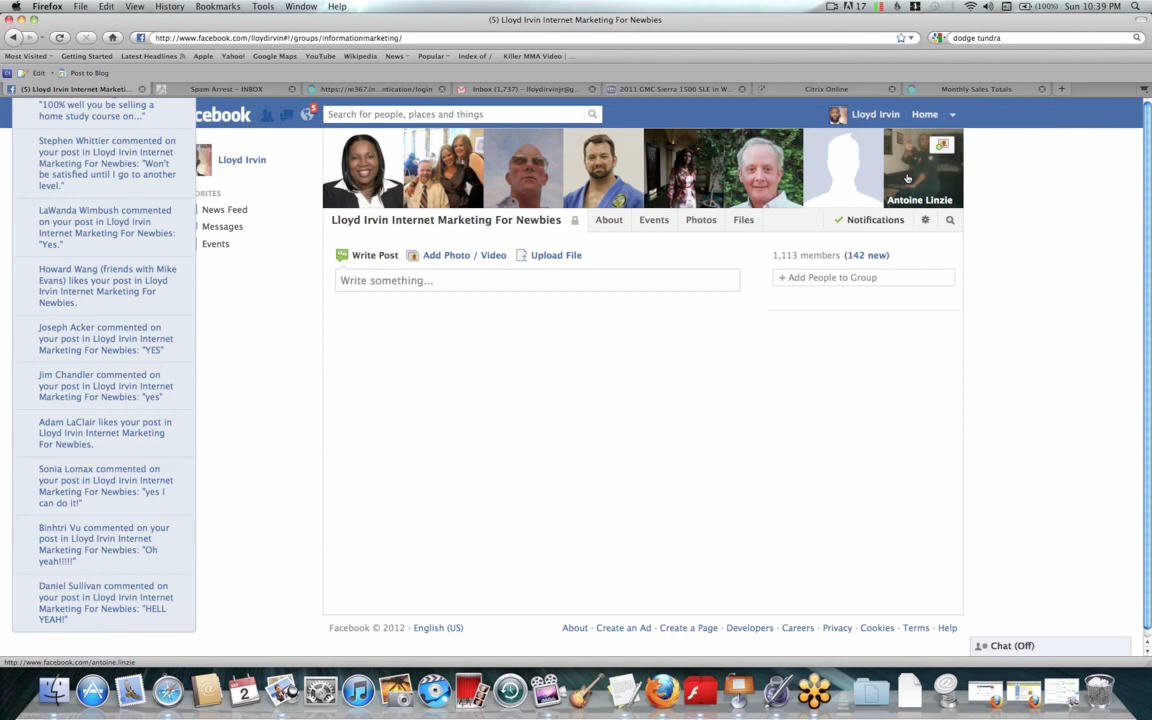 Firefox File Edit View History Bookmarks Tools Window Help
17 (100%) Sun 10:39 PM
(5) Lloyd Irvin Internet Marketing For Newbies
http://www.facebook.com/lloydirvin#!/groups/informationmarketing/
dodge tundra
Most Visited Getting Started Latest Headlines Apple Yahoo! Google Maps YouTube Wikipedia News Popular Index of / Killer MMA Video | ...
Edit Post to Blog
(5) Lloyd Irvin Internet Marketi... Spam Arrest – INBOX https://m367.in...ntication/login Inbox (1,737) – lloydirvinjr@g... 2011 GMC Sierra 1500 SLE in W... Citrix Online Monthly Sales Totals
"100% well you be selling a
home study course on..."
Stephen Whittier commented on
your post in Lloyd Irvin Internet
Marketing For Newbies: "Won't
be satisfied until I go to another
level."
LaWanda Wimbush commented
on your post in Lloyd Irvin
Internet Marketing For Newbies:
"Yes."
Howard Wang (friends with Mike
Evans) likes your post in Lloyd
Irvin Internet Marketing For
Newbies.
Joseph Acker commented on
your post in Lloyd Irvin Internet
Marketing For Newbies: "YES"
Jim Chandler commented on
your post in Lloyd Irvin Internet
Marketing For Newbies: "yes"
Adam LaClair likes your post in
Lloyd Irvin Internet Marketing
For Newbies.
Sonia Lomax commented on
your post in Lloyd Irvin Internet
Marketing For Newbies: "yes I
can do it!"
Binhtri Vu commented on your
post in Lloyd Irvin Internet
Marketing For Newbies: "Oh
yeah!!!!!"
Daniel Sullivan commented on
your post in Lloyd Irvin Internet
Marketing For Newbies: "HELL
YEAH!"
cebook 5 Search for people, places and things Lloyd Irvin Home
Lloyd Irvin
ORITES
News Feed
Messages
Events
Antoine Linzie
Lloyd Irvin Internet Marketing For Newbies About Events Photos Files Notifications
Write Post Add Photo / Video Upload File
Write something...
1,113 members (142 new)
+ Add People to Group
Facebook © 2012 · English (US)
About · Create an Ad · Create a Page · Developers · Careers · Privacy · Cookies · Terms · Help
Chat (Off)
http://www.facebook.com/antoine.linzie
2